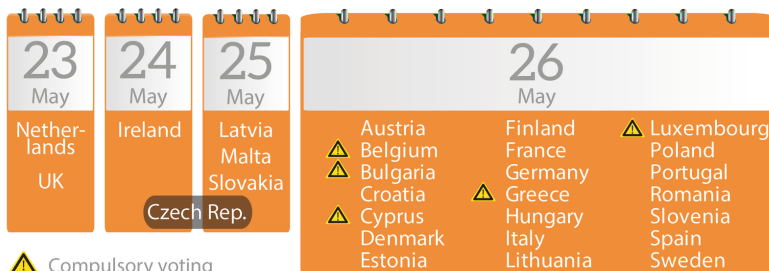 23
May
Nether-
lands
UK
24
May
Ireland
25
May
Latvia
Malta
Slovakia
Czech Rep.
26
May
Austria
Belgium
Bulgaria
Croatia
Cyprus
Denmark
Estonia
Finland
France
Germany
Greece
Hungary
Italy
Lithuania
Luxembourg
Poland
Portugal
Romania
Slovenia
Spain
Sweden
Compulsory voting